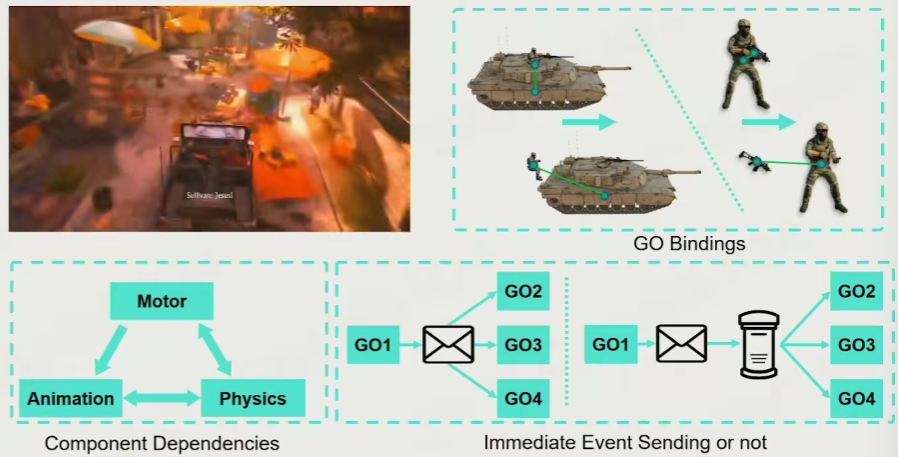 Sullivan: Jesus!
GO Bindings
Motor
Animation
Physics
Component Dependencies
GO1
GO2
GO3
GO4
GO1
GO2
GO3
GO4
Immediate Event Sending or not